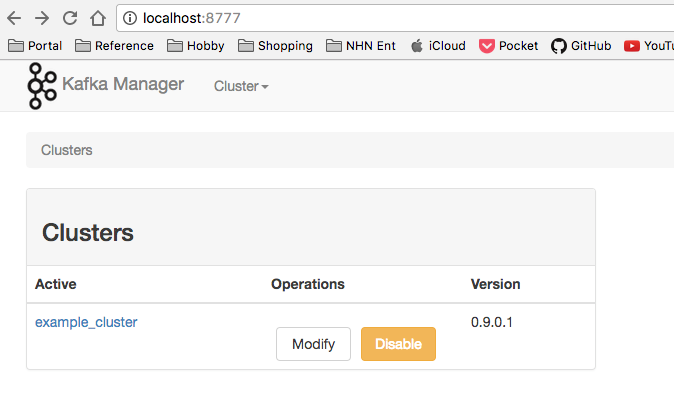 localhost:8777
Portal Reference Hobby Shopping NHN Ent iCloud Pocket GitHub
Kafka Manager Cluster
Clusters
Clusters
Active Operations Version
example_cluster Modify Disable 0.9.0.1